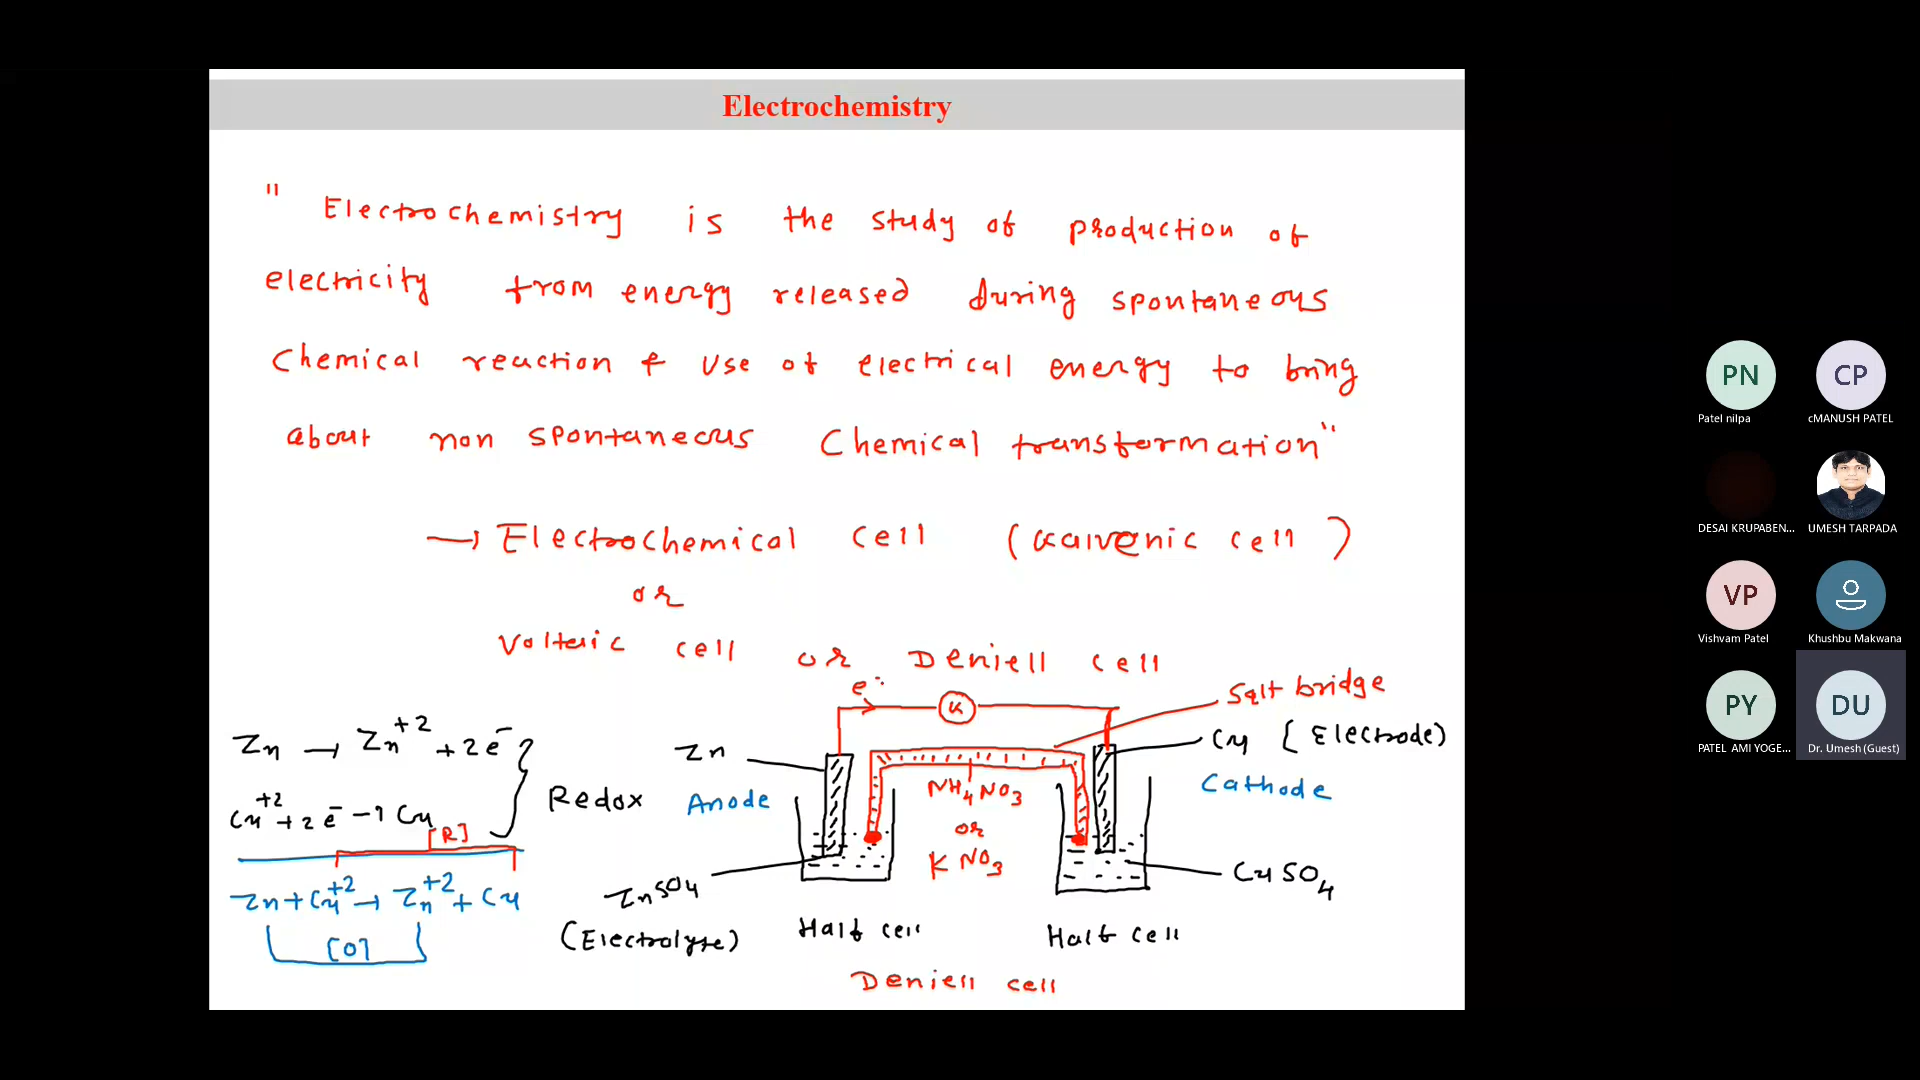 Electrochemistry
" Electrochemistry is the study of production of
electricity from energy released during spontaneous
Chemical reaction & use of electrical energy to bring
about non spontaneous Chemical transformation"
→ Electrochemical cell (Galvenic cell)
or
Volteric cell or Deniell cell
e-
G
Salt bridge
Zn → Zn+2 + 2e-
Zn
Cu [Electrode)
Anode
Cathode
Redox
Cu+2 + 2e- → Cu
[R]
NH4NO3
or
KNO3
Zn + Cu+2 → Zn+2 + Cu
[O]
ZnSO4
(Electrolyte)
CuSO4
Half cell
Half cell
Deniell cell
PN
CP
Patel nilpa
cMANUSH PATEL
DESAI KRUPABEN...
UMESH TARPADA
VP
Vishvam Patel
Khushbu Makwana
PY
DU
PATEL AMI YOGE...
Dr. Umesh (Guest)